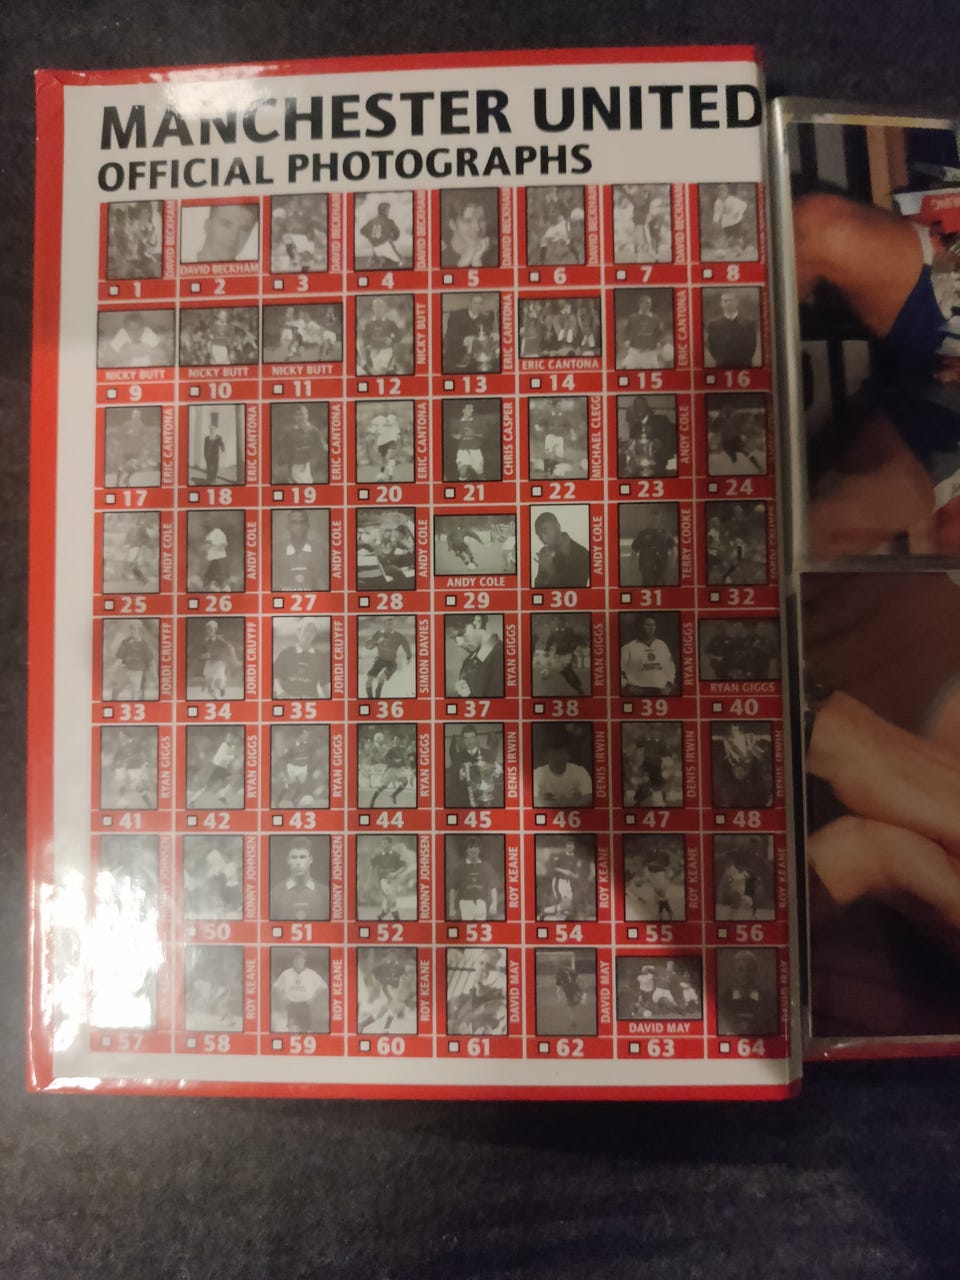 MANCHESTER UNITED
OFFICIAL PHOTOGRAPHS
DAVID BECKHAM
1
DAVID BECKHAM
2
DAVID BECKHAM
3
DAVID BECKHAM
4
DAVID BECKHAM
5
DAVID BECKHAM
6
DAVID BECKHAM
7
8
NICKY BUTT
9
NICKY BUTT
10
NICKY BUTT
11
NICKY BUTT
12
ERIC CANTONA
13
ERIC CANTONA
14
ERIC CANTONA
15
16
ERIC CANTONA
17
ERIC CANTONA
18
ERIC CANTONA
19
ERIC CANTONA
20
CHRIS CASPER
21
MICHAEL CLEGG
22
ANDY COLE
23
24
ANDY COLE
25
ANDY COLE
26
ANDY COLE
27
ANDY COLE
28
ANDY COLE
29
ANDY COLE
30
TERRY COOKE
31
32
JORDI CRUYFF
33
JORDI CRUYFF
34
JORDI CRUYFF
35
SIMON DAVIES
36
RYAN GIGGS
37
RYAN GIGGS
38
RYAN GIGGS
39
RYAN GIGGS
40
RYAN GIGGS
41
RYAN GIGGS
42
RYAN GIGGS
43
RYAN GIGGS
44
DENIS IRWIN
45
DENIS IRWIN
46
DENIS IRWIN
47
DENIS IRWIN
48
RONNY JOHNSEN
50
RONNY JOHNSEN
51
RONNY JOHNSEN
52
ROY KEANE
53
ROY KEANE
54
ROY KEANE
55
ROY KEANE
56
57
ROY KEANE
58
ROY KEANE
59
ROY KEANE
60
DAVID MAY
61
DAVID MAY
62
DAVID MAY
63
DAVID MAY
64